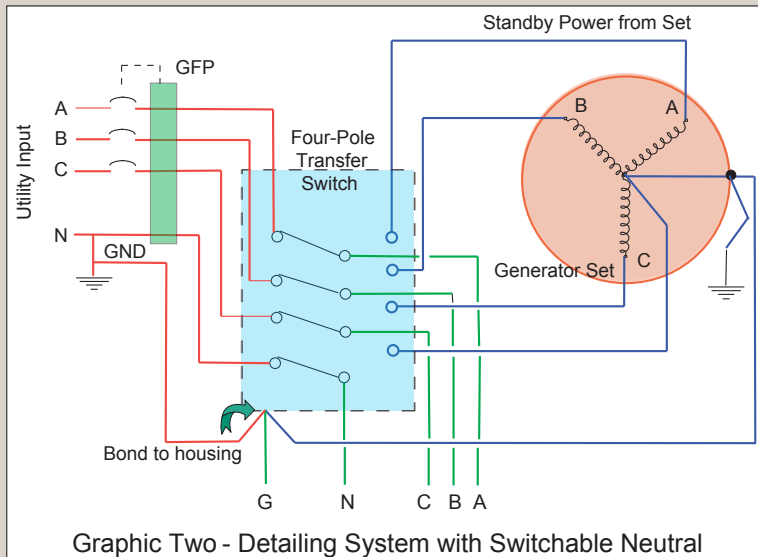 Standby Power from Set
GFP
A
B
C
N
Utility Input
GND
Four-Pole
Transfer
Switch
B
A
C
Generator Set
Bond to housing
G
N
C
B
A
Graphic Two - Detailing System with Switchable Neutral